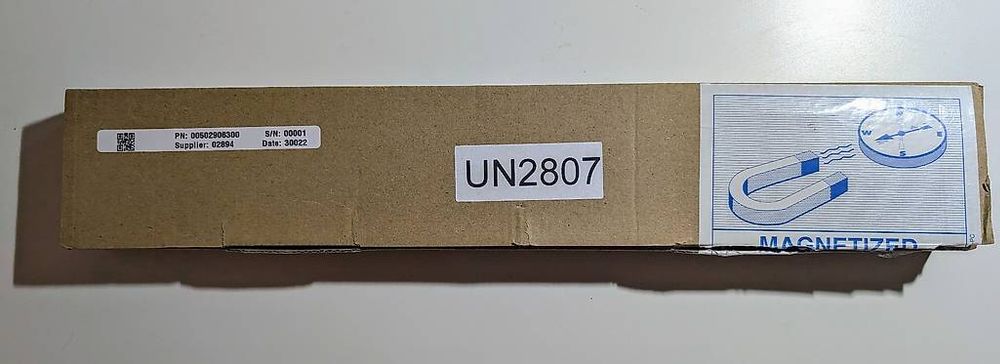 PN: 00502906300 S/N: 00001
Supplier: 02894 Date: 30022
UN2807
N
W E
S
MAGNETIZED